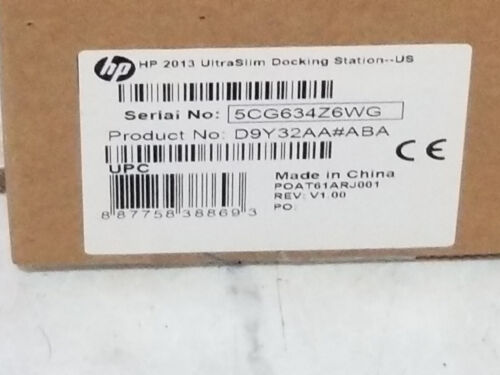 hp HP 2013 UltraSlim Docking Station--US
Serial No: 5CG634Z6WG
Product No: D9Y32AA#ABA
UPC
CE
Made in China
POAT61ARJ001
REV: V1.00
PO:
8 87758 38869 3